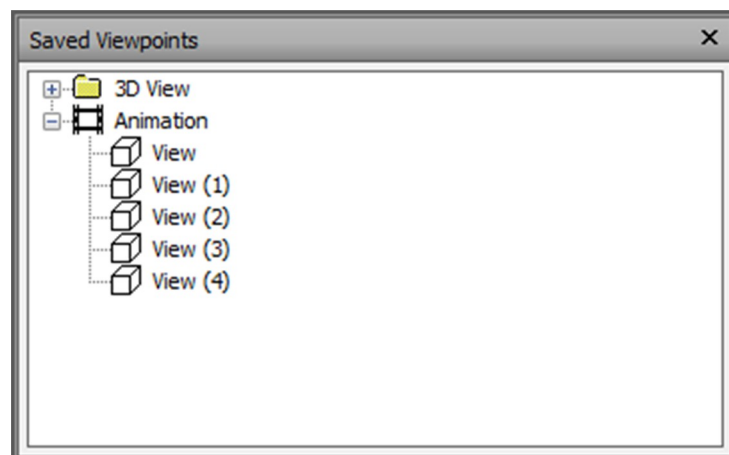 Saved Viewpoints
3D View
Animation
View
View (1)
View (2)
View (3)
View (4)